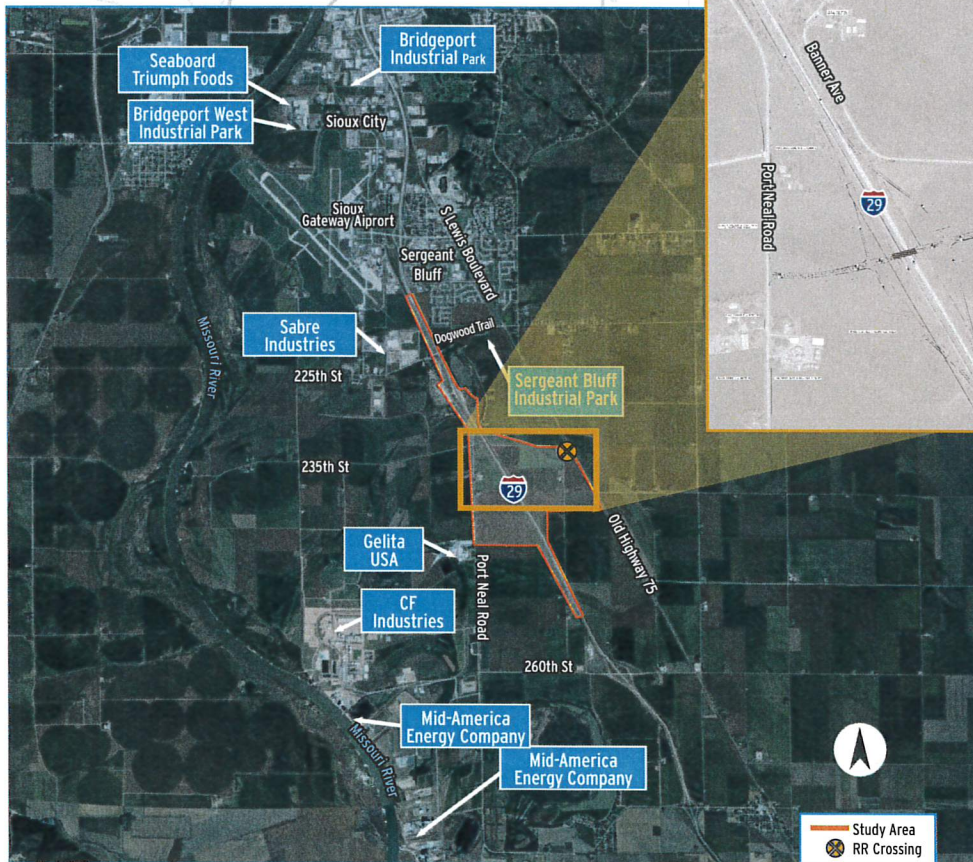 Bridgeport
Industrial Park
Seaboard
Triumph Foods
Bridgeport West
Industrial Park
Sioux City
Sioux
Gateway Aiprort
S Lewis Boulevard
Sergeant
Bluff
Dogwood Trail
Sabre
Industries
225th St
Missouri River
Sergeant Bluff
Industrial Park
235th St
29
Old Highway 75
Gelita
USA
Port Neal Road
CF
Industries
260th St
Mid-America
Energy Company
Mid-America
Energy Company
Missouri River
Banner Ave
Port Neal Road
29
Study Area
RR Crossing